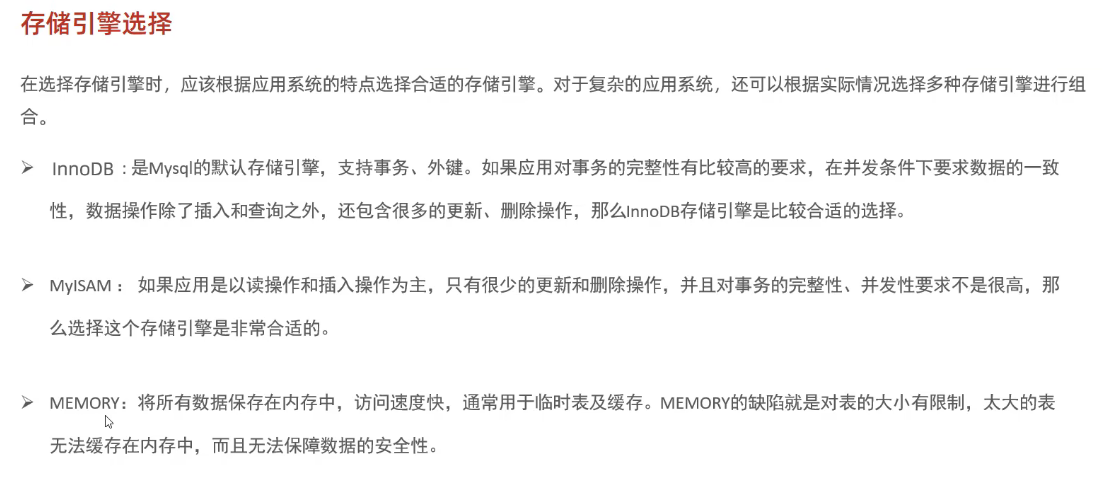 存储引擎选择
在选择存储引擎时，应该根据应用系统的特点选择合适的存储引擎。对于复杂的应用系统，还可以根据实际情况选择多种存储引擎进行组
合。
➢ InnoDB : 是Mysql的默认存储引擎，支持事务、外键。如果应用对事务的完整性有比较高的要求，在并发条件下要求数据的一致
性，数据操作除了插入和查询之外，还包含很多的更新、删除操作，那么InnoDB存储引擎是比较合适的选择。
➢ MyISAM ： 如果应用是以读操作和插入操作为主，只有很少的更新和删除操作，并且对事务的完整性、并发性要求不是很高，那
么选择这个存储引擎是非常合适的。
➢ MEMORY：将所有数据保存在内存中，访问速度快，通常用于临时表及缓存。MEMORY的缺陷就是对表的大小有限制，太大的表
无法缓存在内存中，而且无法保障数据的安全性。